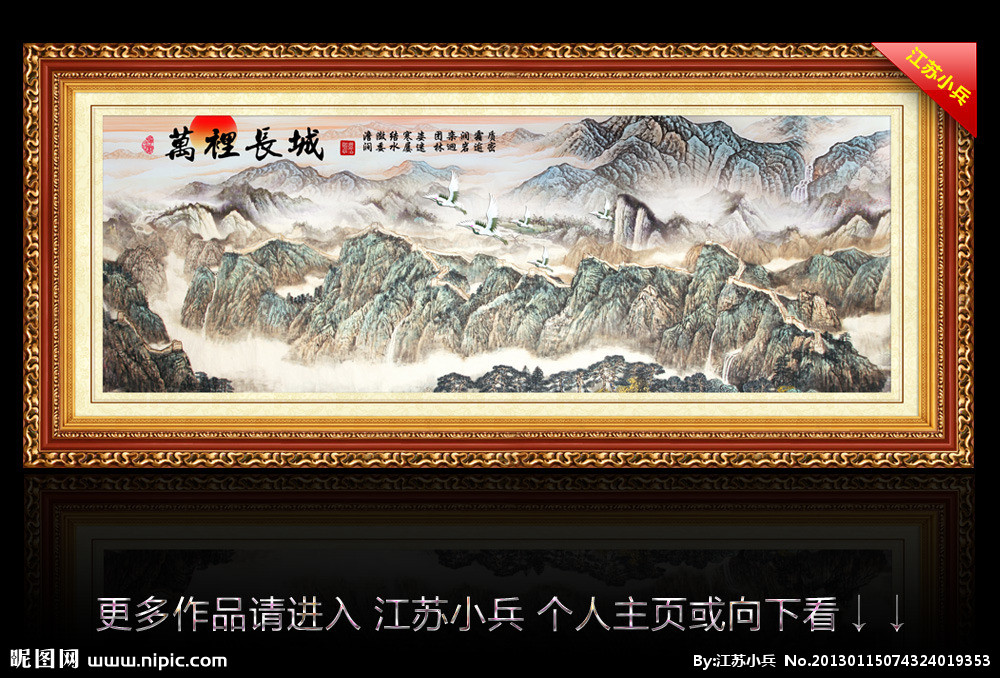 江苏小兵
萬裡長城
更多作品请进入 江苏小兵 个人主页或向下看↓ ↓
昵图网 www.nipic.com
By:江苏小兵 No.20130115074324019353